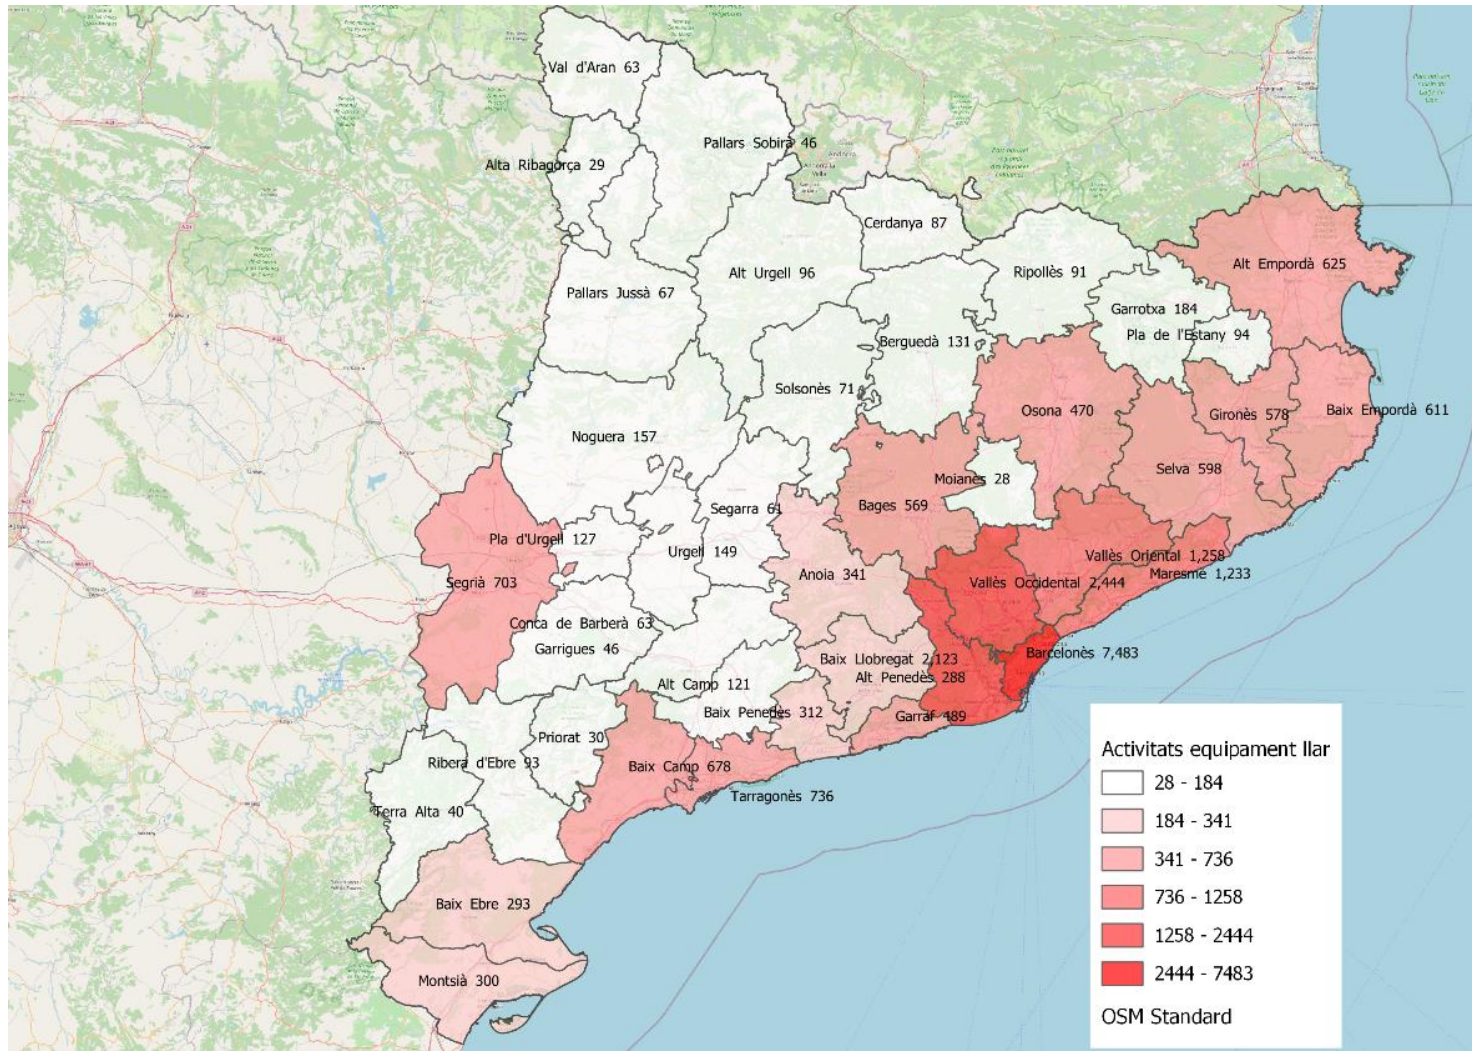 Val d'Aran 63
Pallars Sobirà 46
Alta Ribagorça 29
Cerdanya 87
Alt Urgell 96
Ripollès 91
Alt Empordà 625
Pallars Jussà 67
Garrotxa 184
Pla de l'Estany 94
Berguedà 131
Solsonès 71
Osona 470
Gironès 578
Baix Empordà 611
Noguera 157
Selva 598
Moianès 28
Bages 569
Segarra 61
Pla d'Urgell 127
Urgell 149
Vallès Oriental 1,258
Maresme 1,233
Anoia 341
Vallès Occidental 2,444
Segrià 703
Conca de Barberà 63
Garrigues 46
Barcelonès 7,483
Baix Llobregat 2,123
Alt Penedès 288
Alt Camp 121
Baix Penedès 312
Garraf 489
Priorat 30
Ribera d'Ebre 93
Baix Camp 678
Tarragonès 736
Terra Alta 40
Baix Ebre 293
Montsià 300
Activitats equipament llar
28 - 184
184 - 341
341 - 736
736 - 1258
1258 - 2444
2444 - 7483
OSM Standard